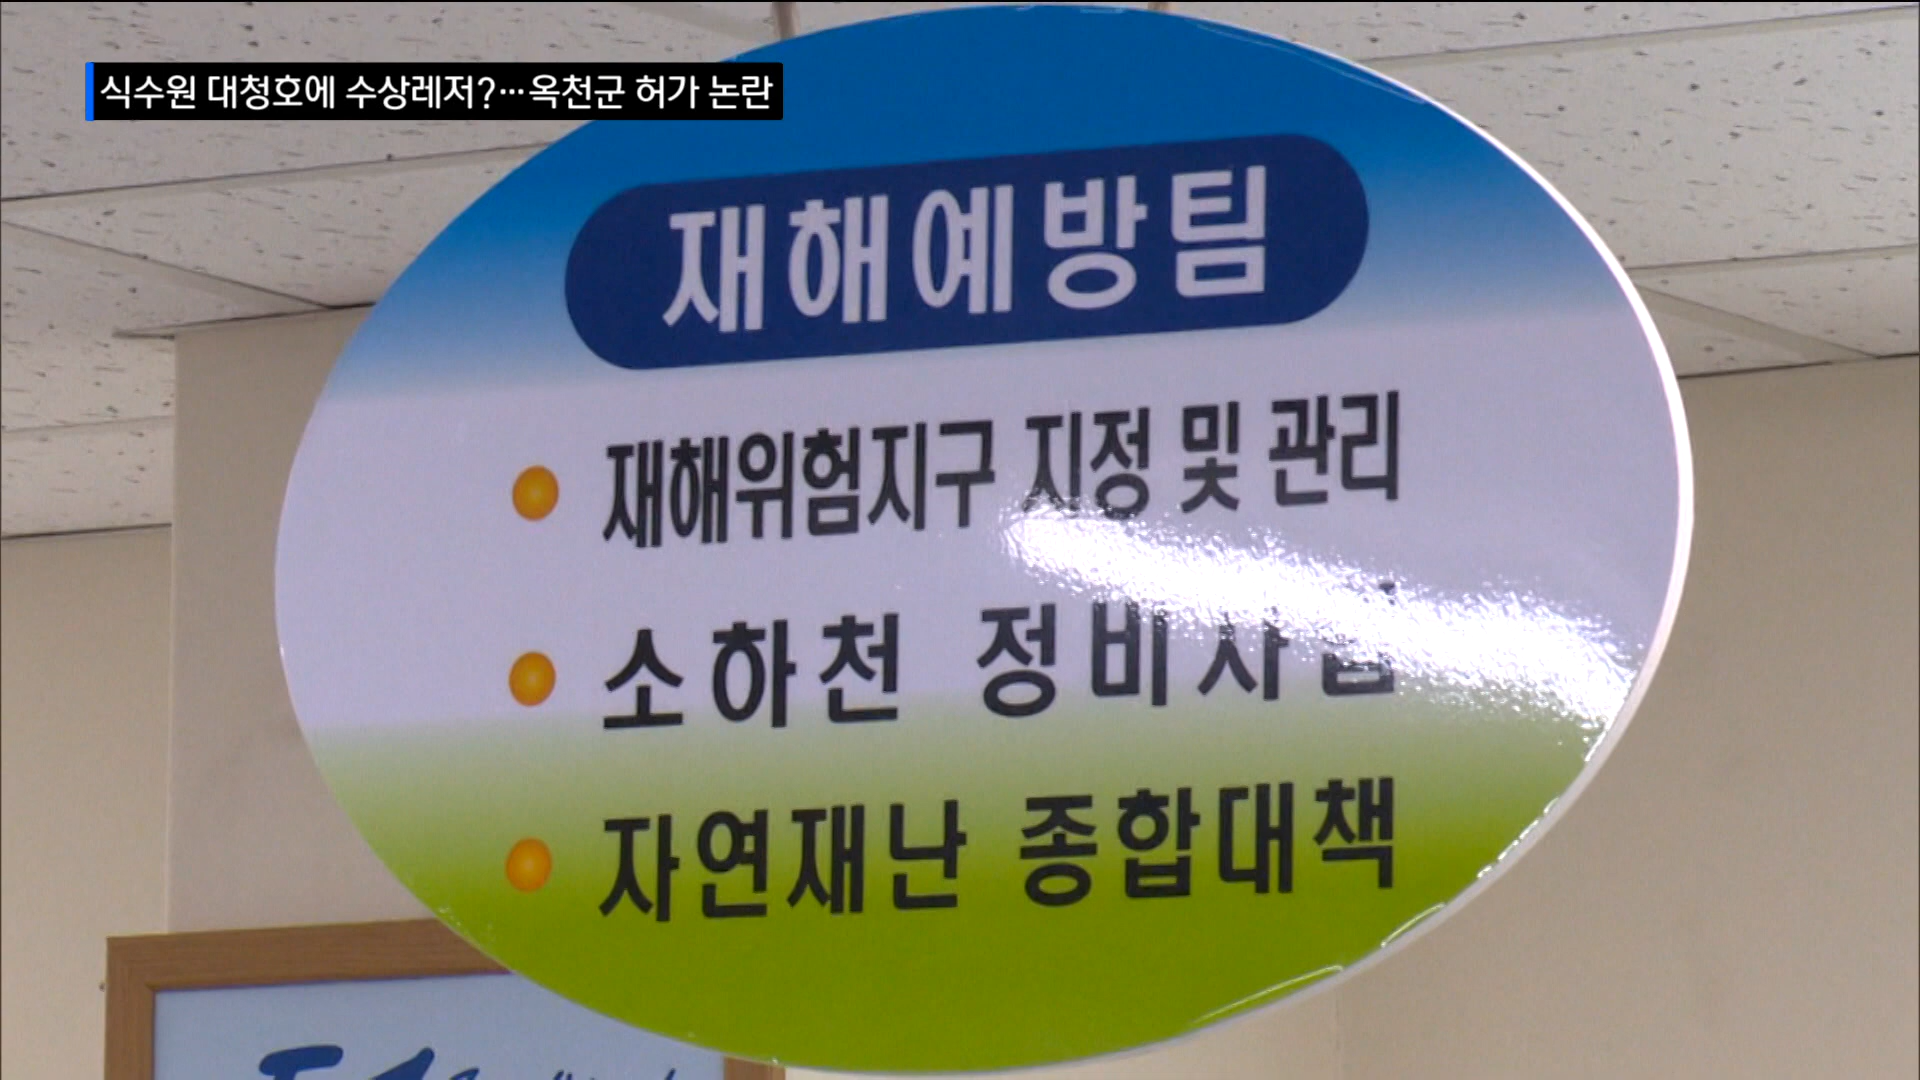 식수원 대청호에 수상레저?…옥천군 허가 논란
재해예방팀
재해위험지구 지정 및 관리
소하천 정비사업
자연재난 종합대책